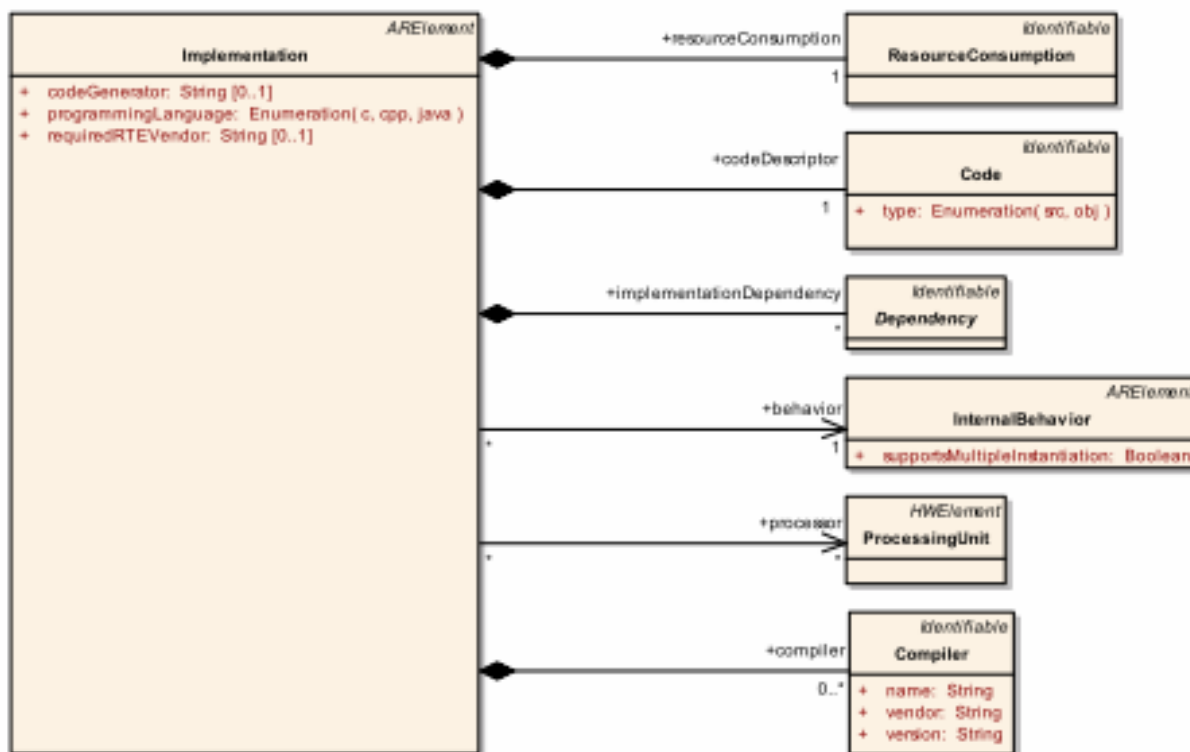 ARElement
Implementation
+ codeGenerator: String [0..1]
+ programmingLanguage: Enumeration( c, cpp, java )
+ requiredRTEVendor: String [0..1]
+resourceConsumption
1
Identifiable
ResourceConsumption
+codeDescriptor
1
Identifiable
Code
+ type: Enumeration( src, obj )
+implementationDependency
*
Identifiable
Dependency
+behavior
*
1
ARElement
InternalBehavior
+ supportsMultipleInstantiation: Boolean
+processor
*
*
HWElement
ProcessingUnit
+compiler
0..*
Identifiable
Compiler
+ name: String
+ vendor: String
+ version: String